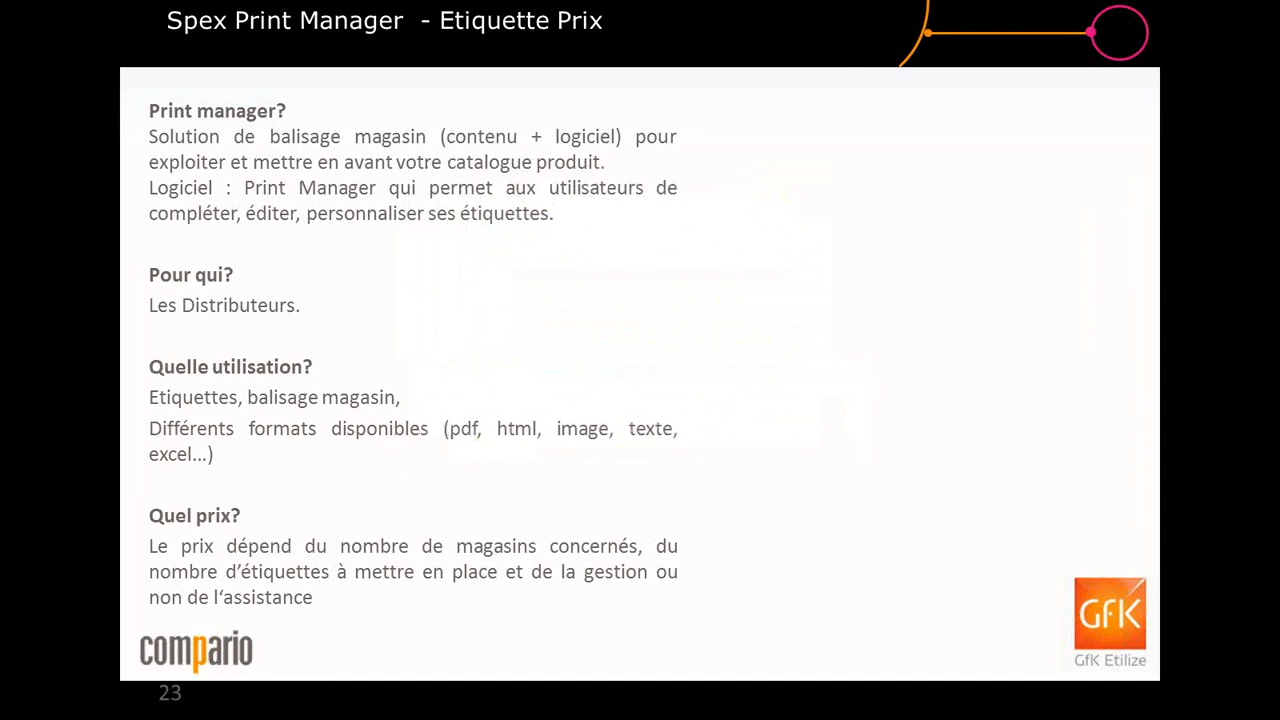 Spex Print Manager - Etiquette Prix
Print manager?
Solution de balisage magasin (contenu + logiciel) pour
exploiter et mettre en avant votre catalogue produit.
Logiciel : Print Manager qui permet aux utilisateurs de
compléter, éditer, personnaliser ses étiquettes.
Pour qui?
Les Distributeurs.
Quelle utilisation?
Etiquettes, balisage magasin,
Différents formats disponibles (pdf, html, image, texte,
excel...)
Quel prix?
Le prix dépend du nombre de magasins concernés, du
nombre d’étiquettes à mettre en place et de la gestion ou
non de l‘assistance
compario
GfK
GfK Etilize
23